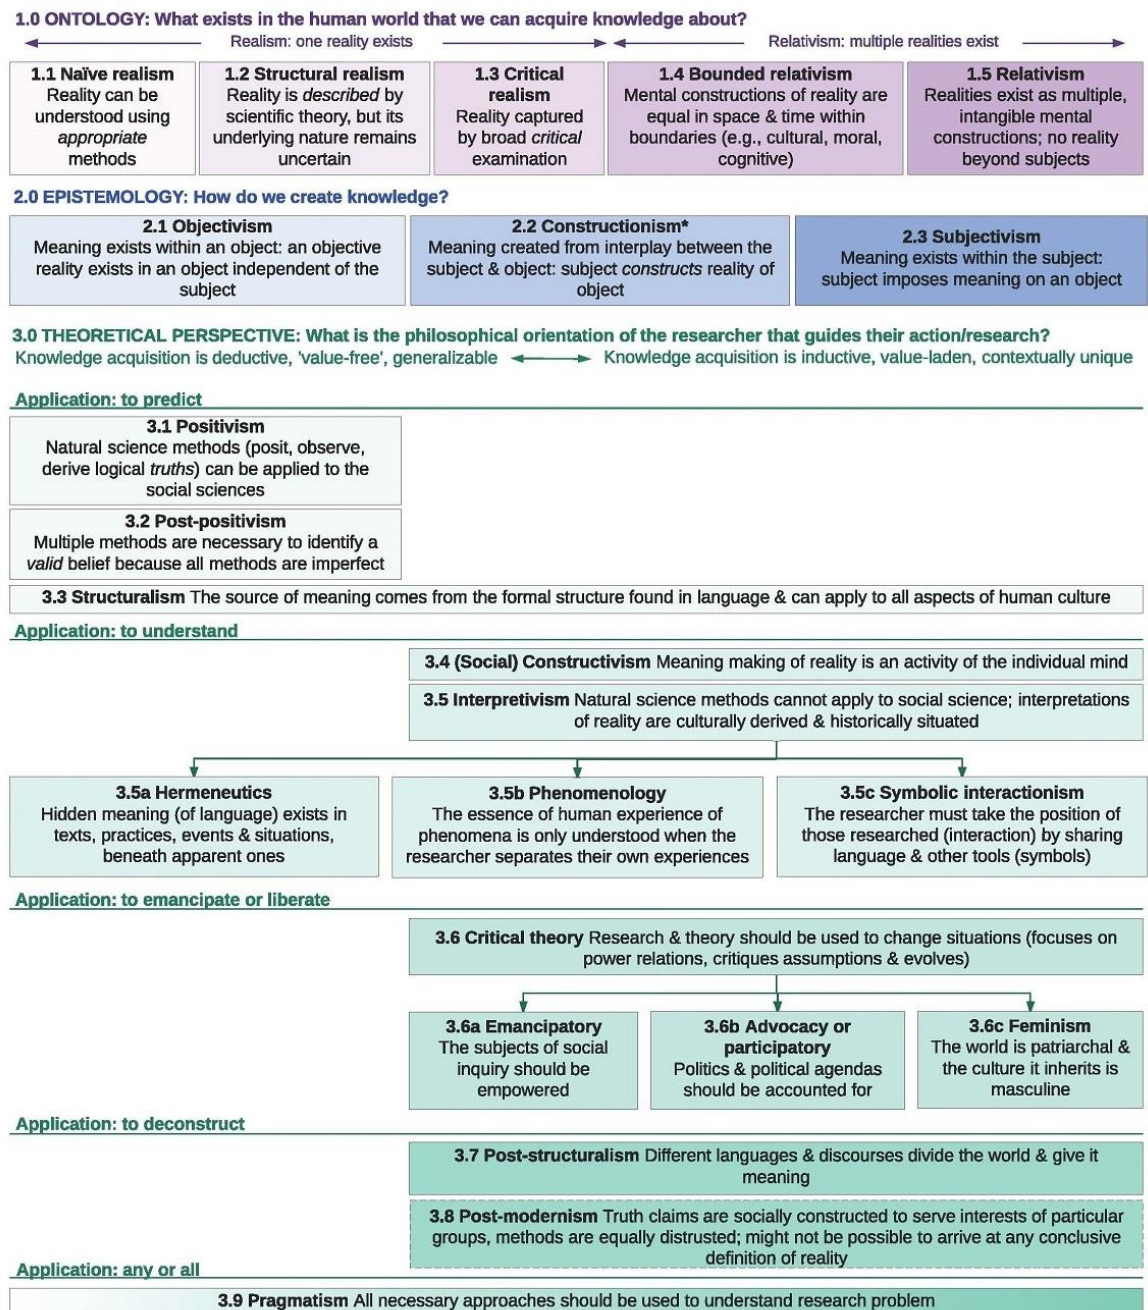 1.0 ONTOLOGY: What exists in the human world that we can acquire knowledge about?
Realism: one reality exists
Relativism: multiple realities exist
1.1 Naïve realism
Reality can be
understood using
appropriate
methods
1.2 Structural realism
Reality is described by
scientific theory, but its
underlying nature remains
uncertain
1.3 Critical
realism
Reality captured
by broad critical
examination
1.4 Bounded relativism
Mental constructions of reality are
equal in space & time within
boundaries (e.g., cultural, moral,
cognitive)
1.5 Relativism
Realities exist as multiple,
intangible mental
constructions; no reality
beyond subjects
2.0 EPISTEMOLOGY: How do we create knowledge?
2.1 Objectivism
Meaning exists within an object: an objective
reality exists in an object independent of the
subject
2.2 Constructionism*
Meaning created from interplay between the
subject & object: subject constructs reality of
object
2.3 Subjectivism
Meaning exists within the subject:
subject imposes meaning on an object
3.0 THEORETICAL PERSPECTIVE: What is the philosophical orientation of the researcher that guides their action/research?
Knowledge acquisition is deductive, 'value-free', generalizable
Knowledge acquisition is inductive, value-laden, contextually unique
Application: to predict
3.1 Positivism
Natural science methods (posit, observe,
derive logical truths) can be applied to the
social sciences
3.2 Post-positivism
Multiple methods are necessary to identify a
valid belief because all methods are imperfect
3.3 Structuralism The source of meaning comes from the formal structure found in language & can apply to all aspects of human culture
Application: to understand
3.4 (Social) Constructivism Meaning making of reality is an activity of the individual mind
3.5 Interpretivism Natural science methods cannot apply to social science; interpretations
of reality are culturally derived & historically situated
3.5a Hermeneutics
Hidden meaning (of language) exists in
texts, practices, events & situations,
beneath apparent ones
3.5b Phenomenology
The essence of human experience of
phenomena is only understood when the
researcher separates their own experiences
3.5c Symbolic interactionism
The researcher must take the position of
those researched (interaction) by sharing
language & other tools (symbols)
Application: to emancipate or liberate
3.6 Critical theory Research & theory should be used to change situations (focuses on
power relations, critiques assumptions & evolves)
3.6a Emancipatory
The subjects of social
inquiry should be
empowered
3.6b Advocacy or
participatory
Politics & political agendas
should be accounted for
3.6c Feminism
The world is patriarchal &
the culture it inherits is
masculine
Application: to deconstruct
3.7 Post-structuralism Different languages & discourses divide the world & give it
meaning
3.8 Post-modernism Truth claims are socially constructed to serve interests of particular
groups, methods are equally distrusted; might not be possible to arrive at any conclusive
definition of reality
Application: any or all
3.9 Pragmatism All necessary approaches should be used to understand research problem